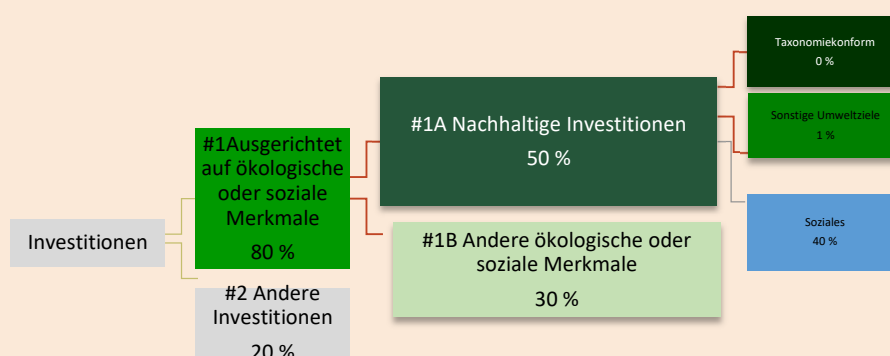 Investitionen
#1Ausgerichtet
auf ökologische
oder soziale
Merkmale
80 %
#2 Andere
Investitionen
20 %
#1A Nachhaltige Investitionen
50 %
#1B Andere ökologische oder
soziale Merkmale
30 %
Taxonomiekonform
0 %
Sonstige Umweltziele
1 %
Soziales
40 %